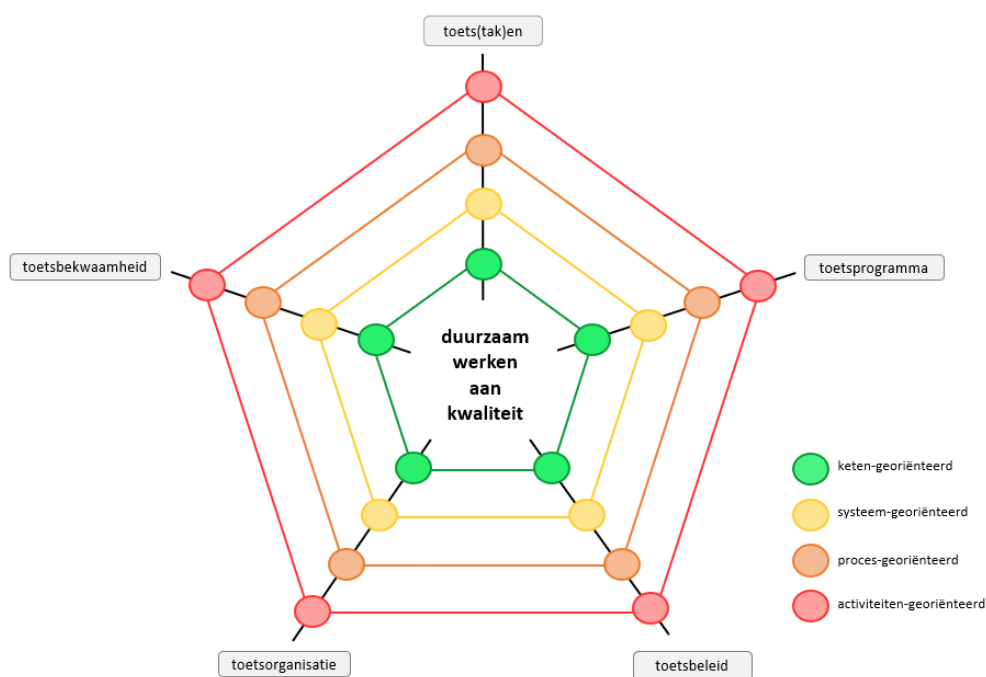 toets(tak)en
toetsbekwaamheid
toetsprogramma
duurzaam
werken
aan
kwaliteit
keten-georiënteerd
systeem-georiënteerd
proces-georiënteerd
activiteiten-georiënteerd
toetsorganisatie
toetsbeleid